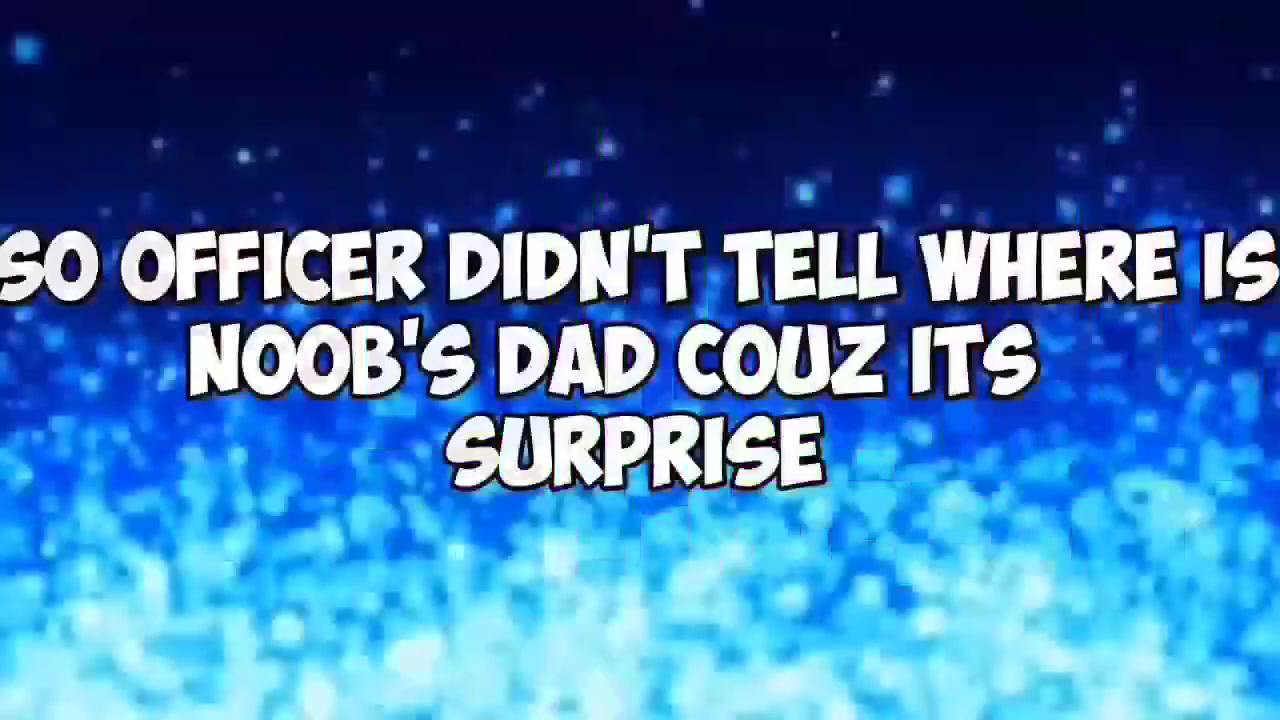 SO OFFICER DIDN'T TELL WHERE IS
NOOB'S DAD COUZ ITS
SURPRISE